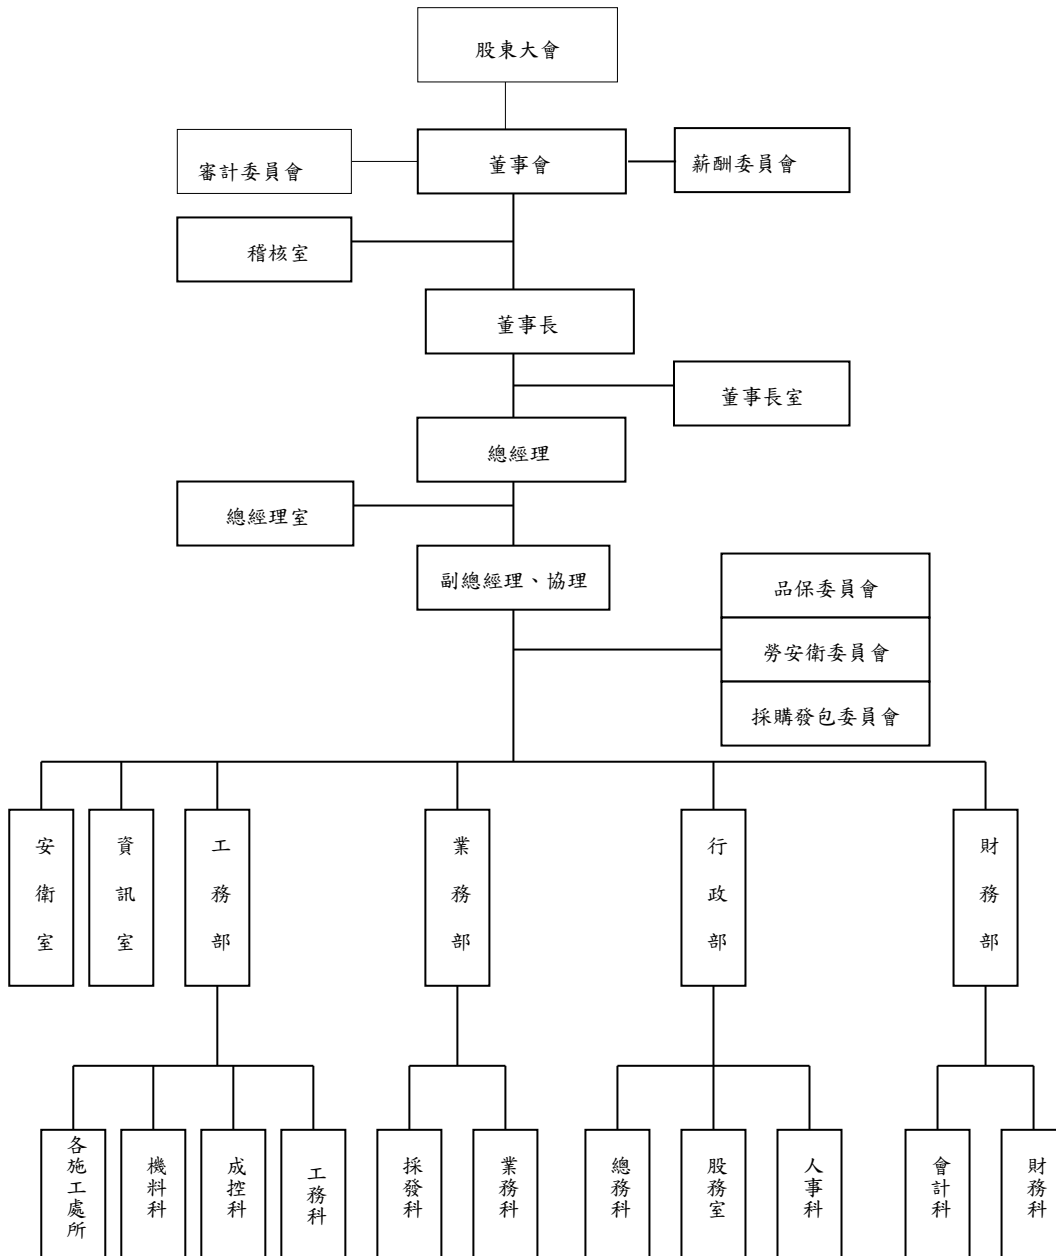 股東大會
審計委員會
董事會
薪酬委員會
稽核室
董事長
董事長室
總經理
總經理室
副總經理、協理
品保委員會
勞安衛委員會
採購發包委員會
安衛室
資訊室
工務部
業務部
行政部
財務部
各施工處所
機料科
成控科
工務科
採發科
業務科
總務科
股務室
人事科
會計科
財務科